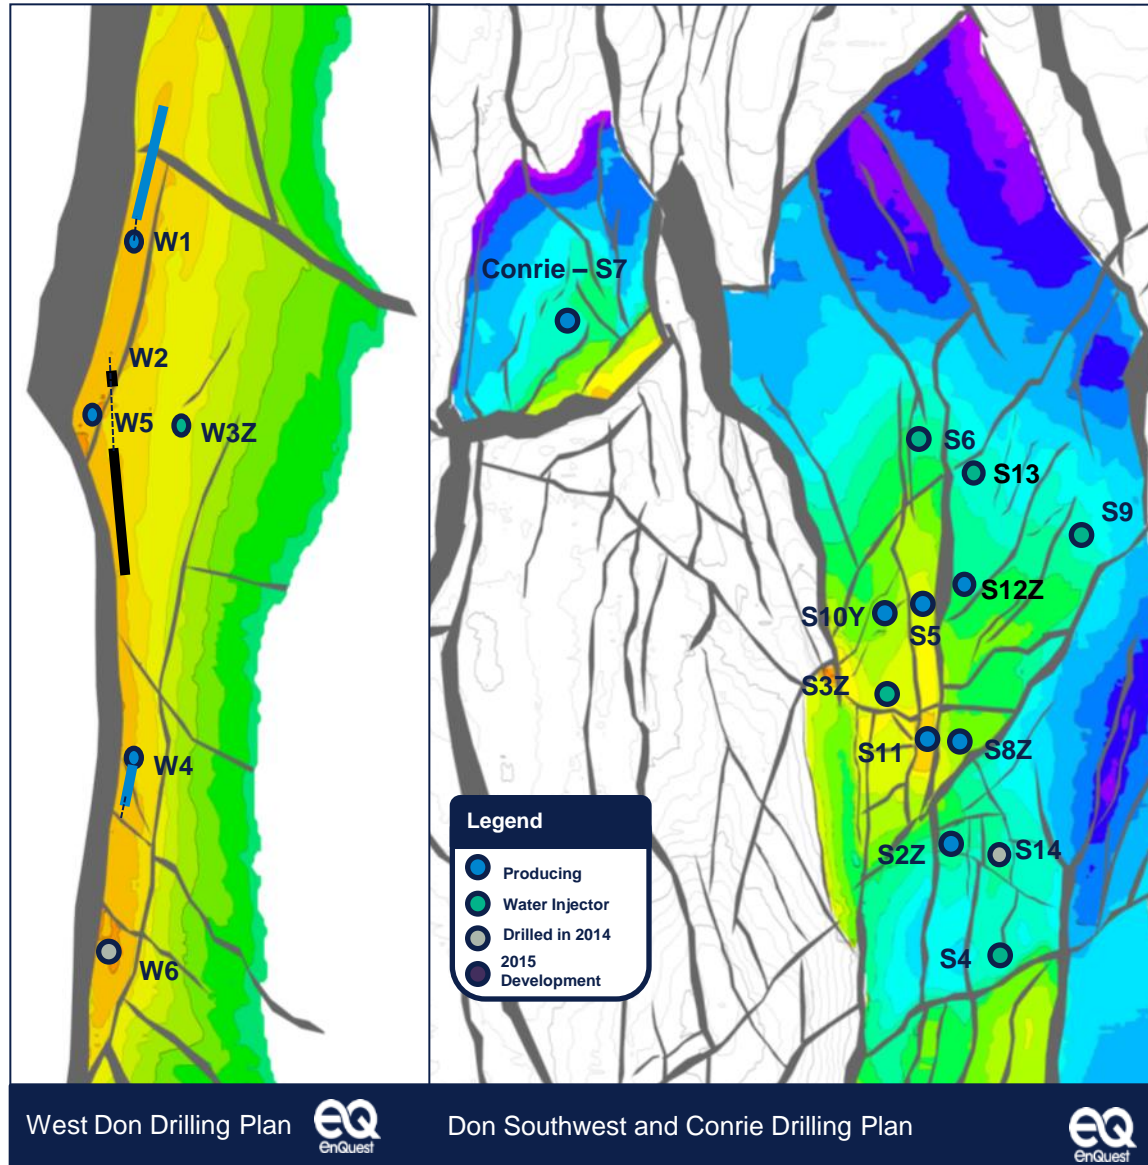 W1
W2
W5
W3Z
W4
W6
Conrie – S7
S6
S13
S9
S12Z
S10Y
S5
S3Z
S11
S8Z
S2Z
S14
S4
Legend
Producing
Water Injector
Drilled in 2014
2015
Development
West Don Drilling Plan
eQ
EnQuest
Don Southwest and Conrie Drilling Plan
eQ
EnQuest